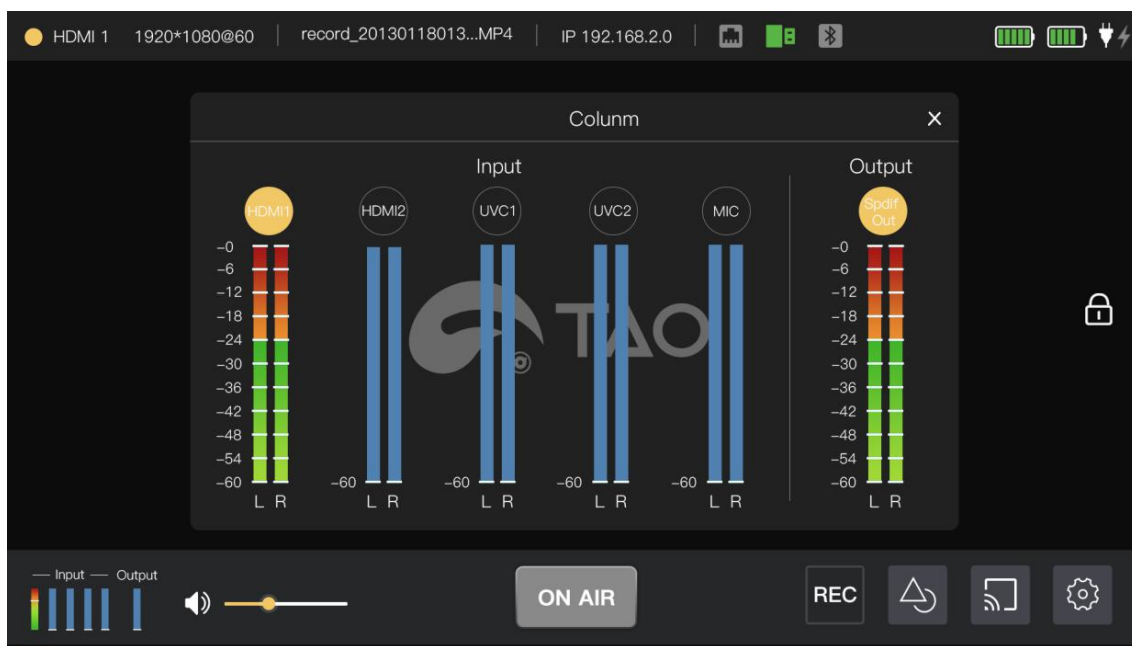 HDMI 1 1920*1080@60 record_20130118013...MP4 IP 192.168.2.0
Colunm X
Input Output
HDMI1 HDMI2 UVC1 UVC2 MIC Spdif
Out
-0 -0
-6 -6
-12 -12
-18 -18
TAO
-24 -24
-30 -30
-36 -36
-42 -42
-48 -48
-54 -54
-60 -60 -60 -60 -60 -60
L R L R L R L R L R L R
Input Output
ON AIR REC